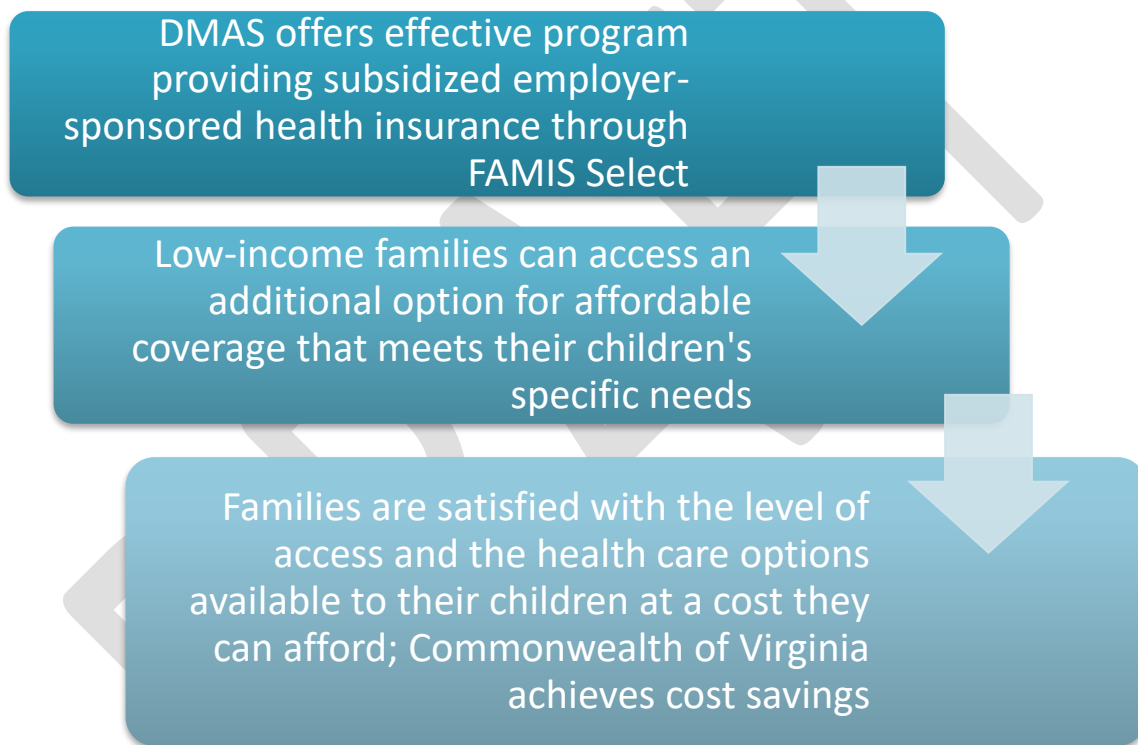 DMAS offers effective program
providing subsidized employer-
sponsored health insurance through
FAMIS Select
Low-income families can access an
additional option for affordable
coverage that meets their children's
specific needs
Families are satisfied with the level of
access and the health care options
available to their children at a cost they
can afford; Commonwealth of Virginia
achieves cost savings